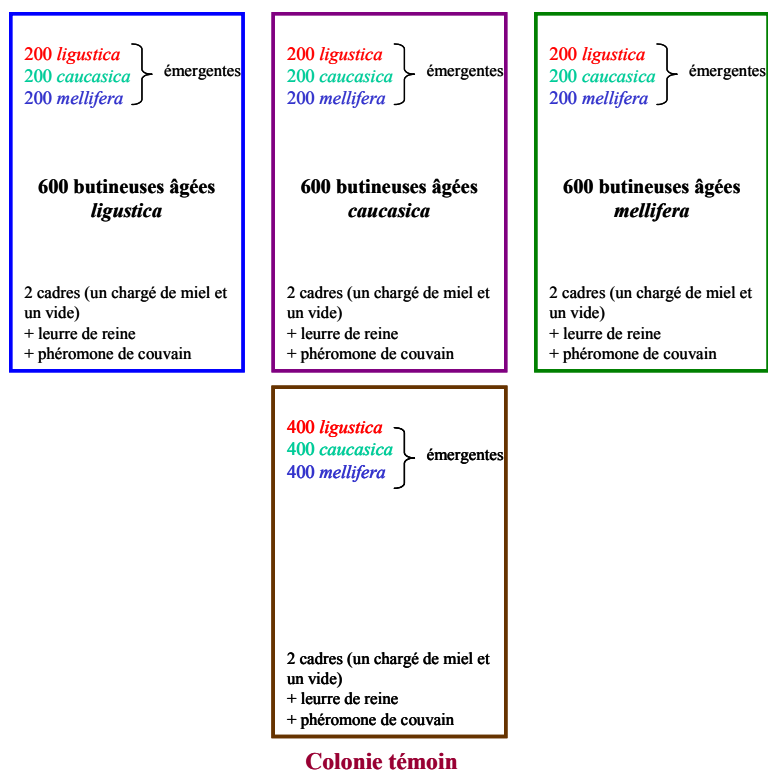 200 ligustica
200 caucasica
200 mellifera
émergentes
600 butineuses âgées
ligustica
2 cadres (un chargé de miel et
un vide)
+ leurre de reine
+ phéromone de couvain
200 ligustica
200 caucasica
200 mellifera
émergentes
600 butineuses âgées
caucasica
2 cadres (un chargé de miel et
un vide)
+ leurre de reine
+ phéromone de couvain
200 ligustica
200 caucasica
200 mellifera
émergentes
600 butineuses âgées
mellifera
2 cadres (un chargé de miel et
un vide)
+ leurre de reine
+ phéromone de couvain
400 ligustica
400 caucasica
400 mellifera
émergentes
2 cadres (un chargé de miel et
un vide)
+ leurre de reine
+ phéromone de couvain
Colonie témoin